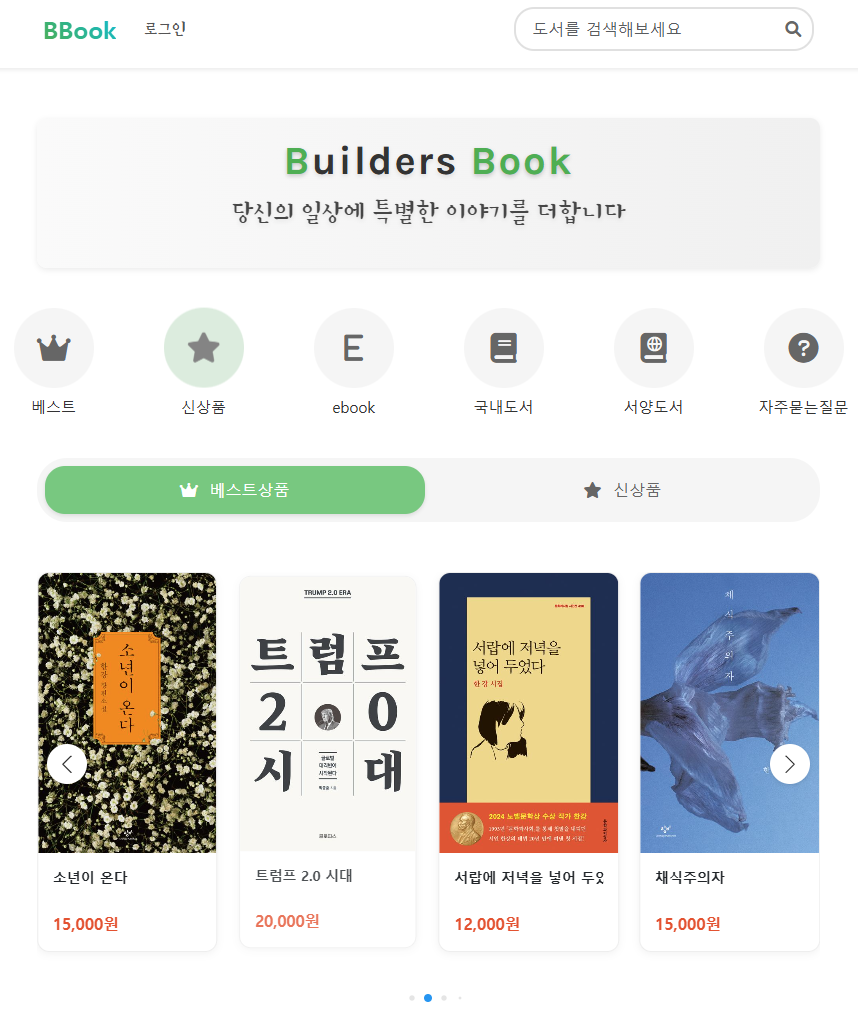 BBook 로그인 도서를 검색해보세요
Builders Book
당신의 일상에 특별한 이야기를 더합니다
E
베스트 신상품 ebook 국내도서 서양도서 자주묻는질문
베스트상품 신상품
소년이 온다
한강 장편소설
TRUMP 2.0 ERA
트럼프
2 0
시대
서랍에 저녁을
넣어 두었다
한강 시집
2024 노벨문학상 수상 작가 한강
채식주의자
소년이 온다 트럼프 2.0 시대 서랍에 저녁을 넣어 두었 채식주의자
15,000원 20,000원 12,000원 15,000원